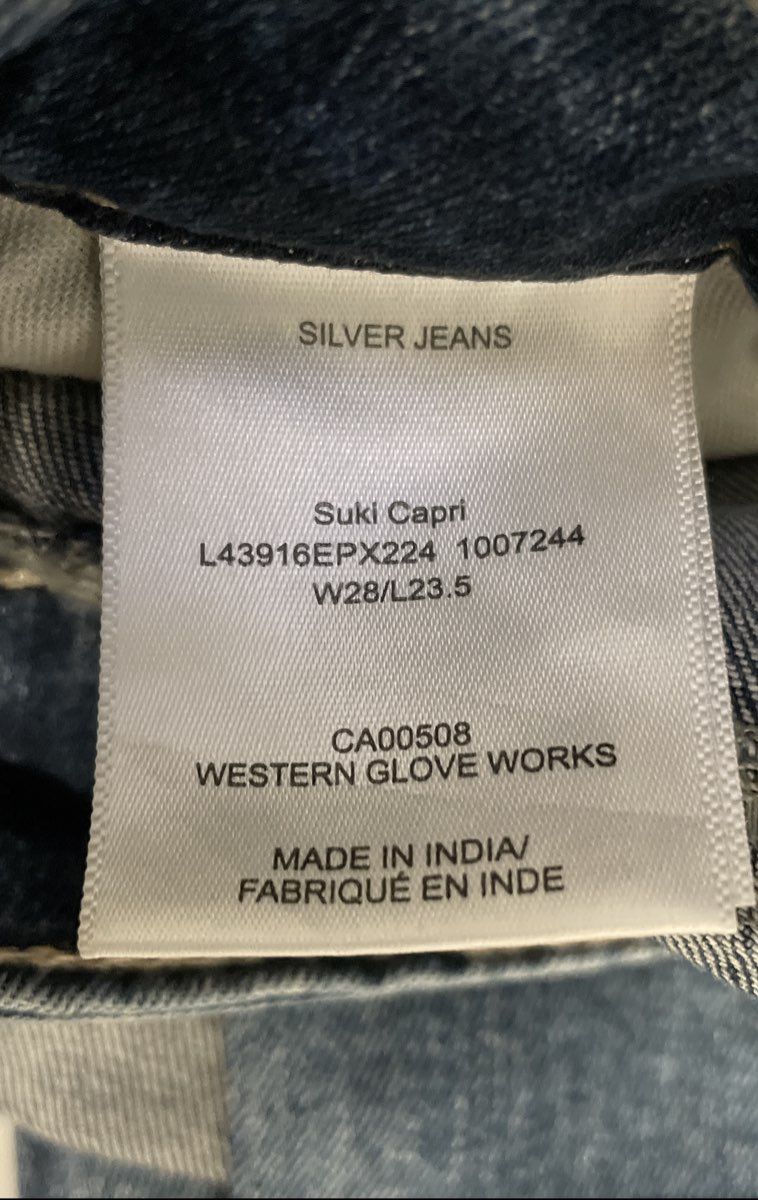 SILVER JEANS
Suki Capri
L43916EPX224 1007244
W28/L23.5
CA00508
WESTERN GLOVE WORKS
MADE IN INDIA/
FABRIQUÉ EN INDE